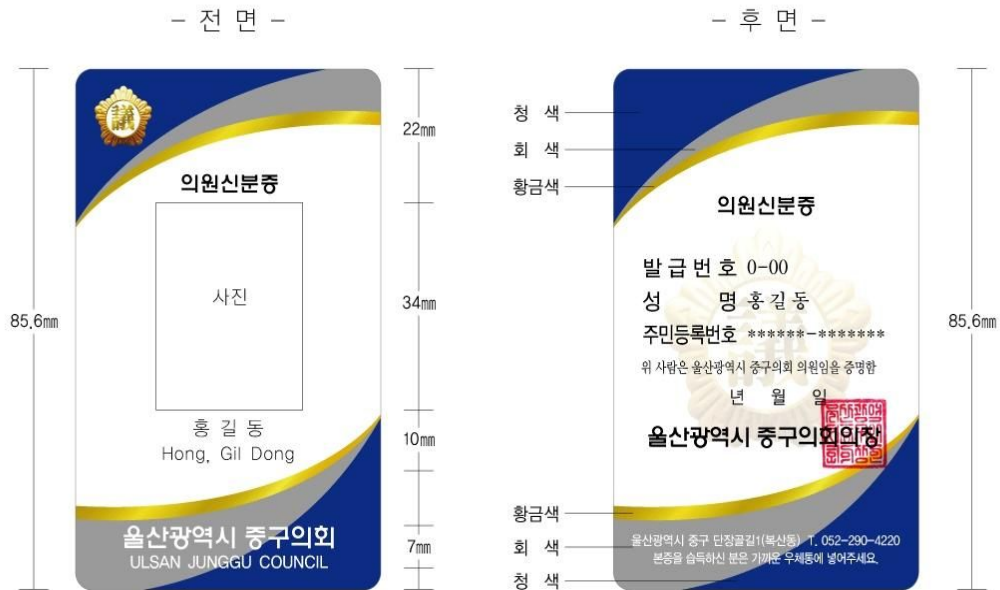 - 전 면 -
議
의원신분증
사진
홍 길 동
Hong, Gil Dong
울산광역시 중구의회
ULSAN JUNGGU COUNCIL
85.6mm
22mm
34mm
10mm
7mm
- 후 면 -
청 색
회 색
황금색
의원신분증
발급번호 0-00
성 명 홍길동
주민등록번호 ******-*******
위 사람은 울산광역시 중구의회 의원임을 증명함
년 월 일
울산광역시 중구의회의장
議
황금색
회 색
청 색
울산광역시 중구 단장골길1(복산동) T. 052-290-4220
본증을 습득하신 분은 가까운 우체통에 넣어주세요.
85.6mm